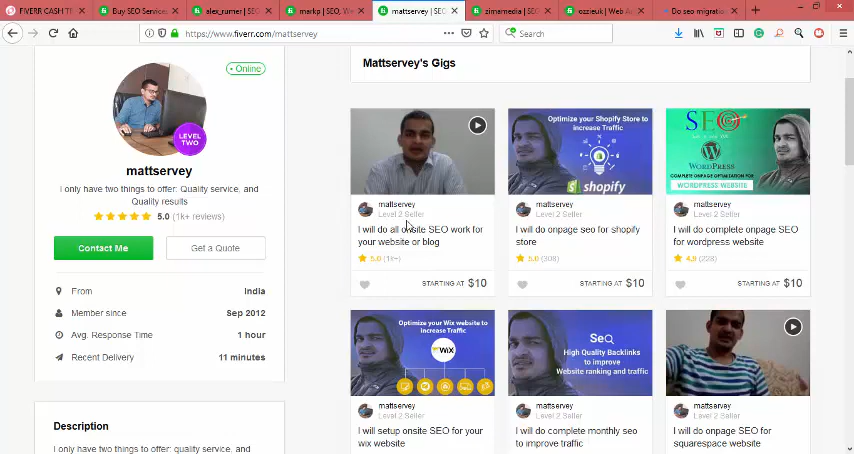 FIVERR CASH T
Buy SEO Service
alex_rumer | SEO
markp | SEO, W
mattservey | SEO
zimamedia | SEO
ozzieuk | Web A
Do seo migratio
https://www.fiverr.com/mattservey
Search
Online
LEVEL
TWO
mattservey
I only have two things to offer: Quality service, and
Quality results
5.0 (1k+ reviews)
Contact Me
Get a Quote
From India
Member since Sep 2012
Avg. Response Time 1 hour
Recent Delivery 11 minutes
Description
I only have two things to offer: quality service, and
Mattservey's Gigs
mattservey
Level 2 Seller
I will do all onsite SEO work for
your website or blog
5.0 (1k+)
STARTING AT $10
Optimize your Shopify Store to
increase Traffic
shopify
mattservey
Level 2 Seller
I will do onpage seo for shopify
store
5.0 (308)
STARTING AT $10
SEO
WORDPRESS
COMPLETE ONPAGE OPTIMIZATION FOR
WORDPRESS WEBSITE
mattservey
Level 2 Seller
I will do complete onpage SEO
for wordpress website
4.9 (228)
STARTING AT $10
Optimize your Wix website to
increase Traffic
WiX
mattservey
Level 2 Seller
I will setup onsite SEO for your
wix website
Seo
High Quality Backlinks
to improve
Website ranking and traffic
mattservey
Level 2 Seller
I will do complete monthly seo
to improve traffic
mattservey
Level 2 Seller
I will do onpage SEO for
squarespace website